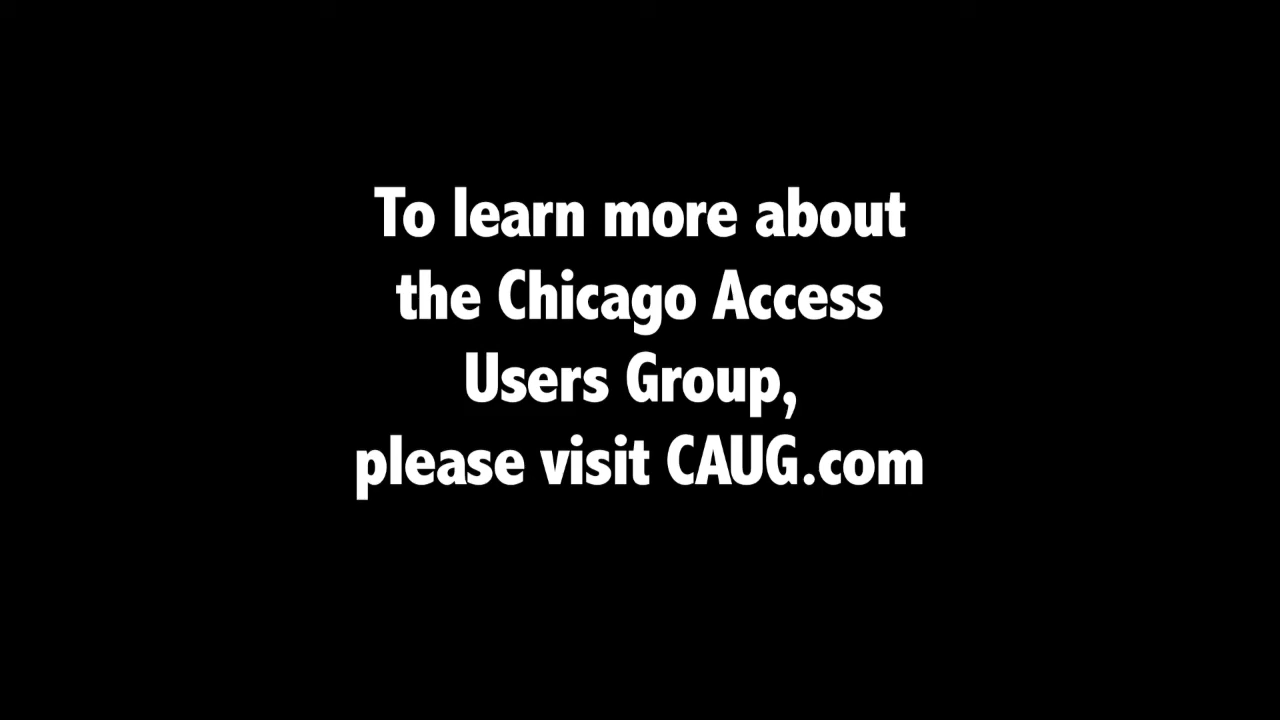 To learn more about
the Chicago Access
Users Group,
please visit CAUG.com